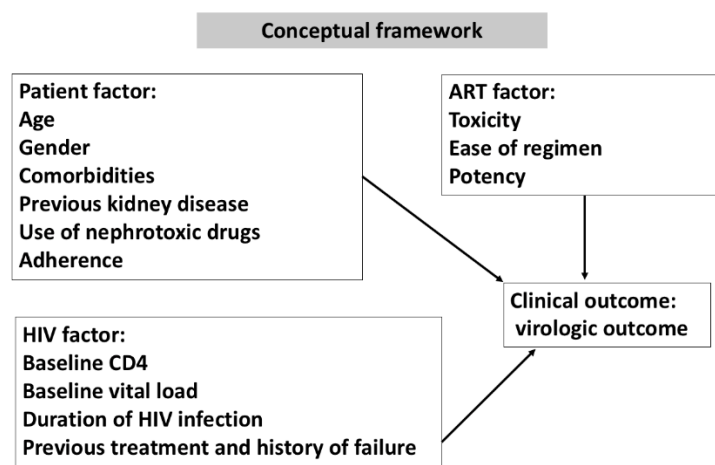 Conceptual framework
Patient factor:
Age
Gender
Comorbidities
Previous kidney disease
Use of nephrotoxic drugs
Adherence
ART factor:
Toxicity
Ease of regimen
Potency
Clinical outcome:
virologic outcome
HIV factor:
Baseline CD4
Baseline vital load
Duration of HIV infection
Previous treatment and history of failure